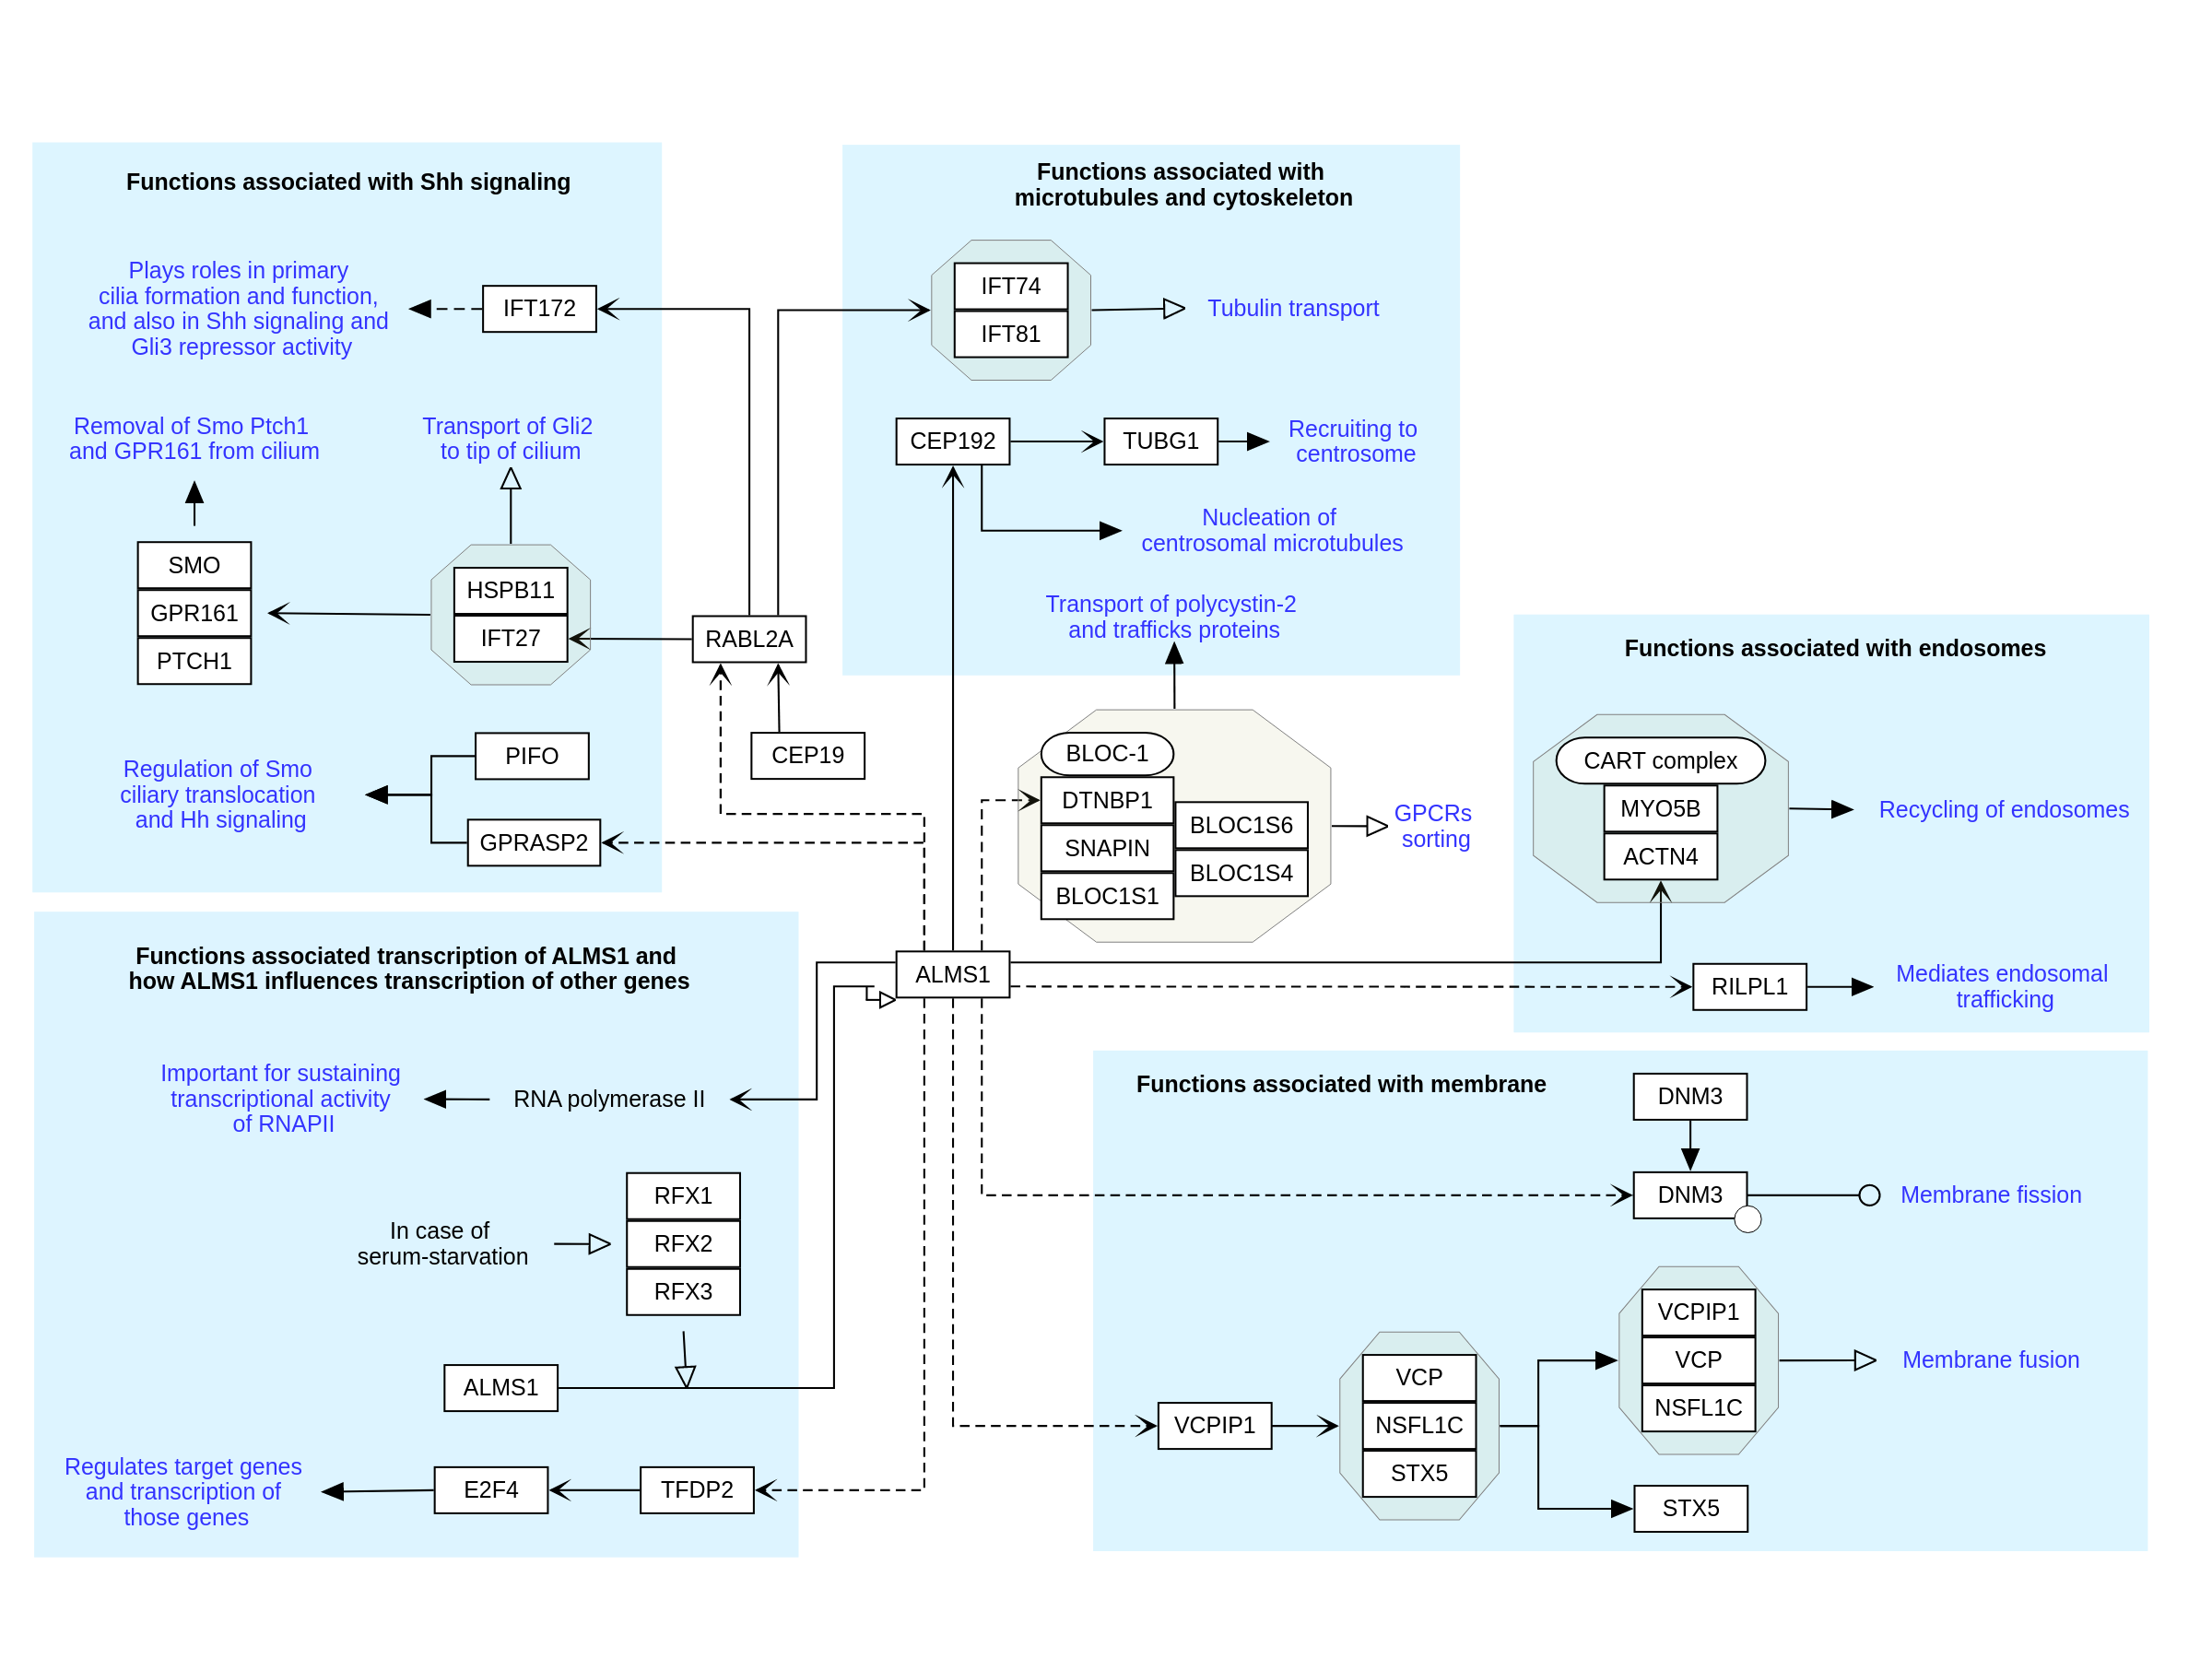 Functions associated with Shh signaling
Plays roles in primary
cilia formation and function,
and also in Shh signaling and
Gli3 repressor activity
IFT172
Removal of Smo Ptch1
and GPR161 from cilium
Transport of Gli2
to tip of cilium
SMO
GPR161
PTCH1
HSPB11
IFT27
RABL2A
CEP19
PIFO
GPRASP2
Regulation of Smo
ciliary translocation
and Hh signaling
Functions associated with
microtubules and cytoskeleton
IFT74
IFT81
Tubulin transport
CEP192
TUBG1
Recruiting to
centrosome
Nucleation of
centrosomal microtubules
Transport of polycystin-2
and trafficks proteins
BLOC-1
DTNBP1
SNAPIN
BLOC1S1
BLOC1S6
BLOC1S4
GPCRs
sorting
Functions associated with endosomes
CART complex
MYO5B
ACTN4
Recycling of endosomes
RILPL1
Mediates endosomal
trafficking
ALMS1
Functions associated transcription of ALMS1 and
how ALMS1 influences transcription of other genes
Important for sustaining
transcriptional activity
of RNAPII
RNA polymerase II
In case of
serum-starvation
RFX1
RFX2
RFX3
ALMS1
Regulates target genes
and transcription of
those genes
E2F4
TFDP2
Functions associated with membrane
DNM3
DNM3
Membrane fission
VCPIP1
VCP
NSFL1C
STX5
VCPIP1
VCP
NSFL1C
Membrane fusion
STX5